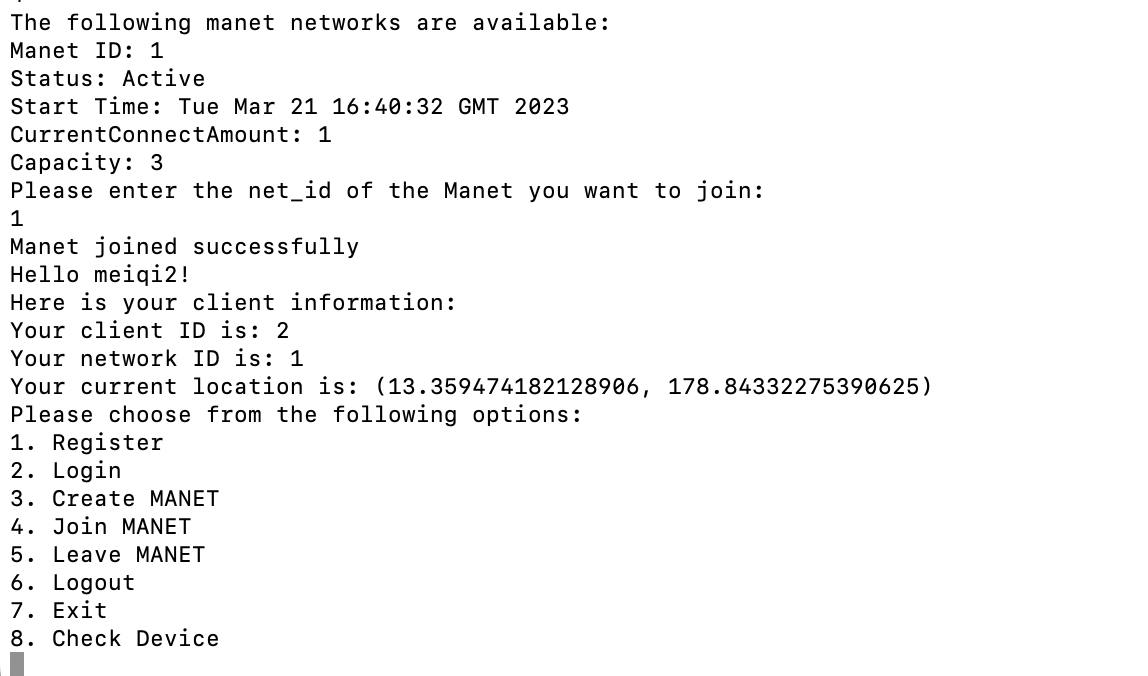 The following manet networks are available:
Manet ID: 1
Status: Active
Start Time: Tue Mar 21 16:40:32 GMT 2023
CurrentConnectAmount: 1
Capacity: 3
Please enter the net_id of the Manet you want to join:
1
Manet joined successfully
Hello meiqi2!
Here is your client information:
Your client ID is: 2
Your network ID is: 1
Your current location is: (13.359474182128906, 178.84332275390625)
Please choose from the following options:
1. Register
2. Login
3. Create MANET
4. Join MANET
5. Leave MANET
6. Logout
7. Exit
8. Check Device